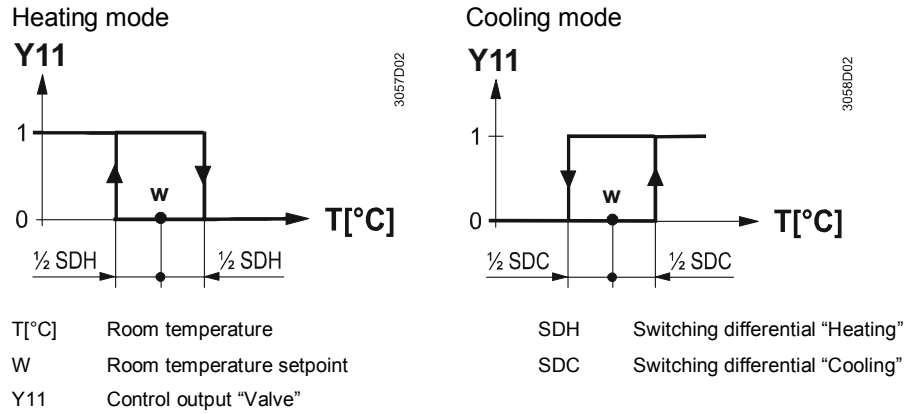 Heating mode
Y11
3057D02
1
w
0
T[°C]
½ SDH
½ SDH
Cooling mode
Y11
3058D02
1
w
0
T[°C]
½ SDC
½ SDC
T[°C] Room temperature
W Room temperature setpoint
Y11 Control output “Valve”
SDH Switching differential “Heating”
SDC Switching differential “Cooling”